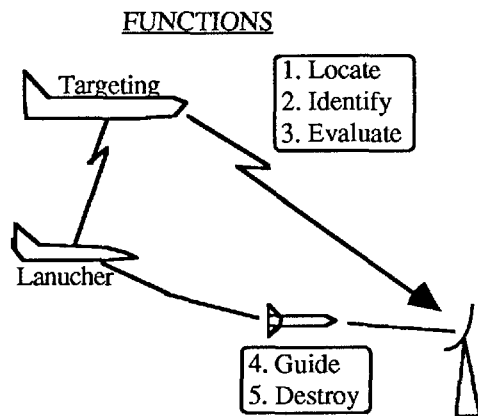 FUNCTIONS
Targeting
1. Locate
2. Identify
3. Evaluate
Lanucher
4. Guide
5. Destroy